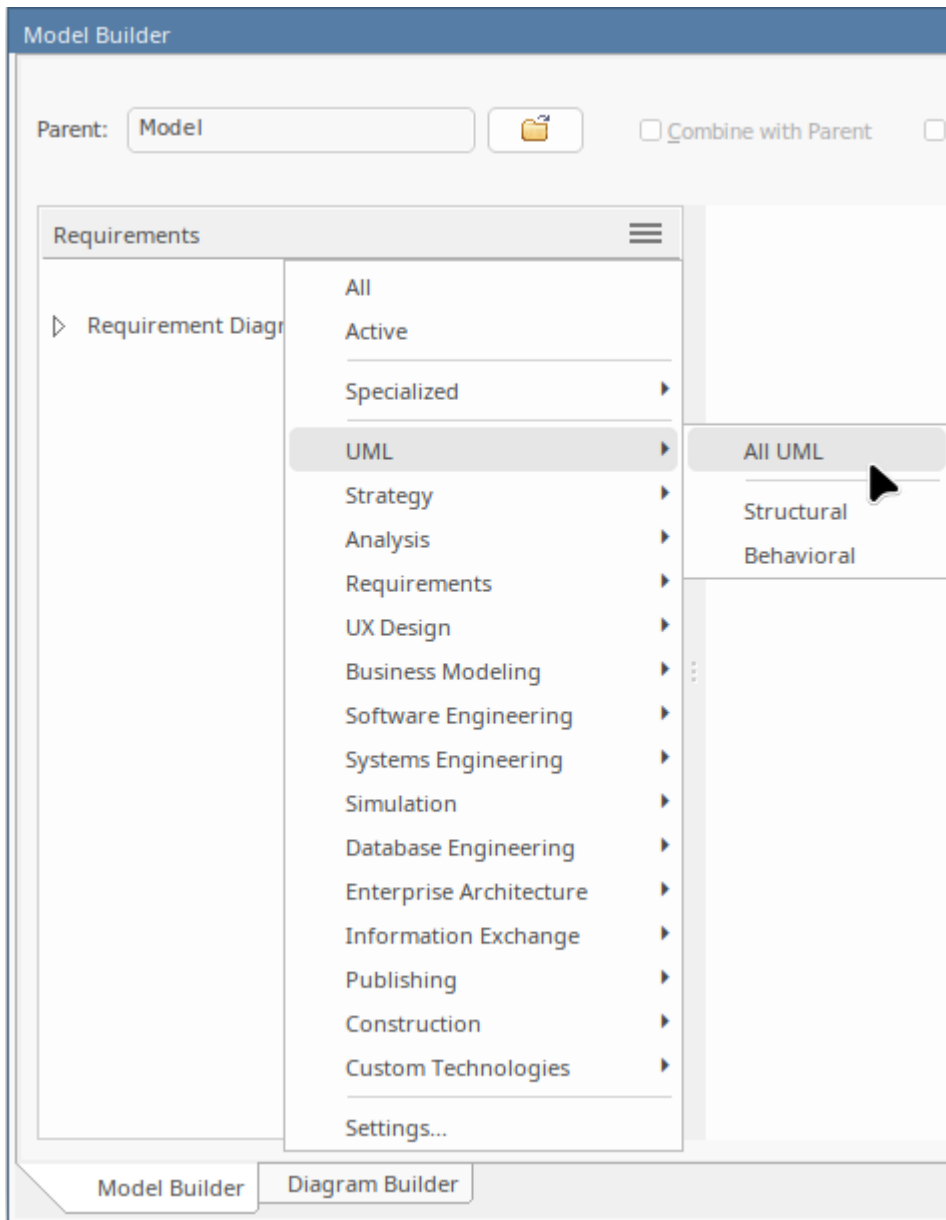 Model Builder
Parent: Model Combine with Parent
Requirements
All
Requirement Diagr
Active
Specialized
UML All UML
Strategy
Structural
Analysis
Behavioral
Requirements
UX Design
Business Modeling
Software Engineering
Systems Engineering
Simulation
Database Engineering
Enterprise Architecture
Information Exchange
Publishing
Construction
Custom Technologies
Settings...
Model Builder Diagram Builder